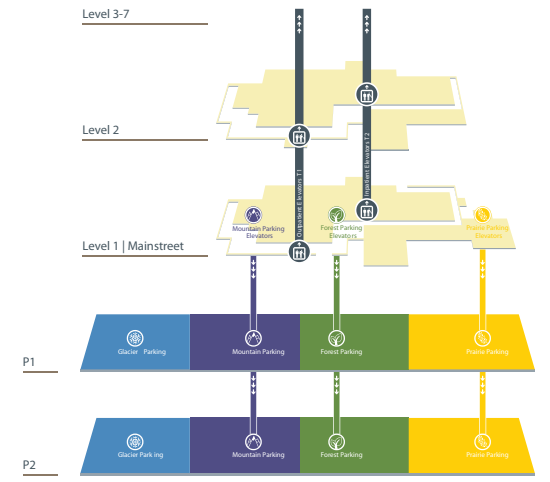 Level 3-7
Level 2
Outpatient Elevators T1
Inpatient Elevators T2
Mountain Parking
Elevators
Forest Parking
Elevators
Prairie Parking
Elevators
Level 1 | Mainstreet
Glacier Parking
Mountain Parking
Forest Parking
Prairie Parking
P1
Glacier Park ing
Mountain Parking
Forest Parking
Prairie Parking
P2